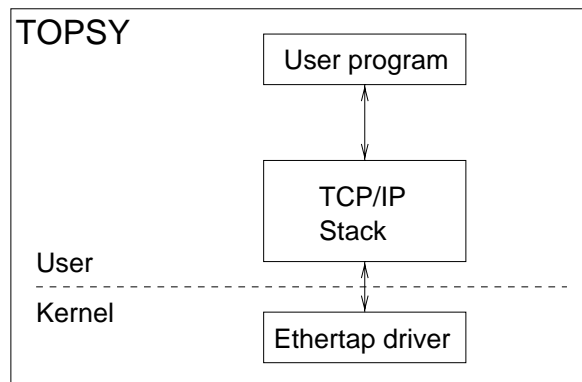 TOPSY
User program
TCP/IP
Stack
User
Kernel
Ethertap driver